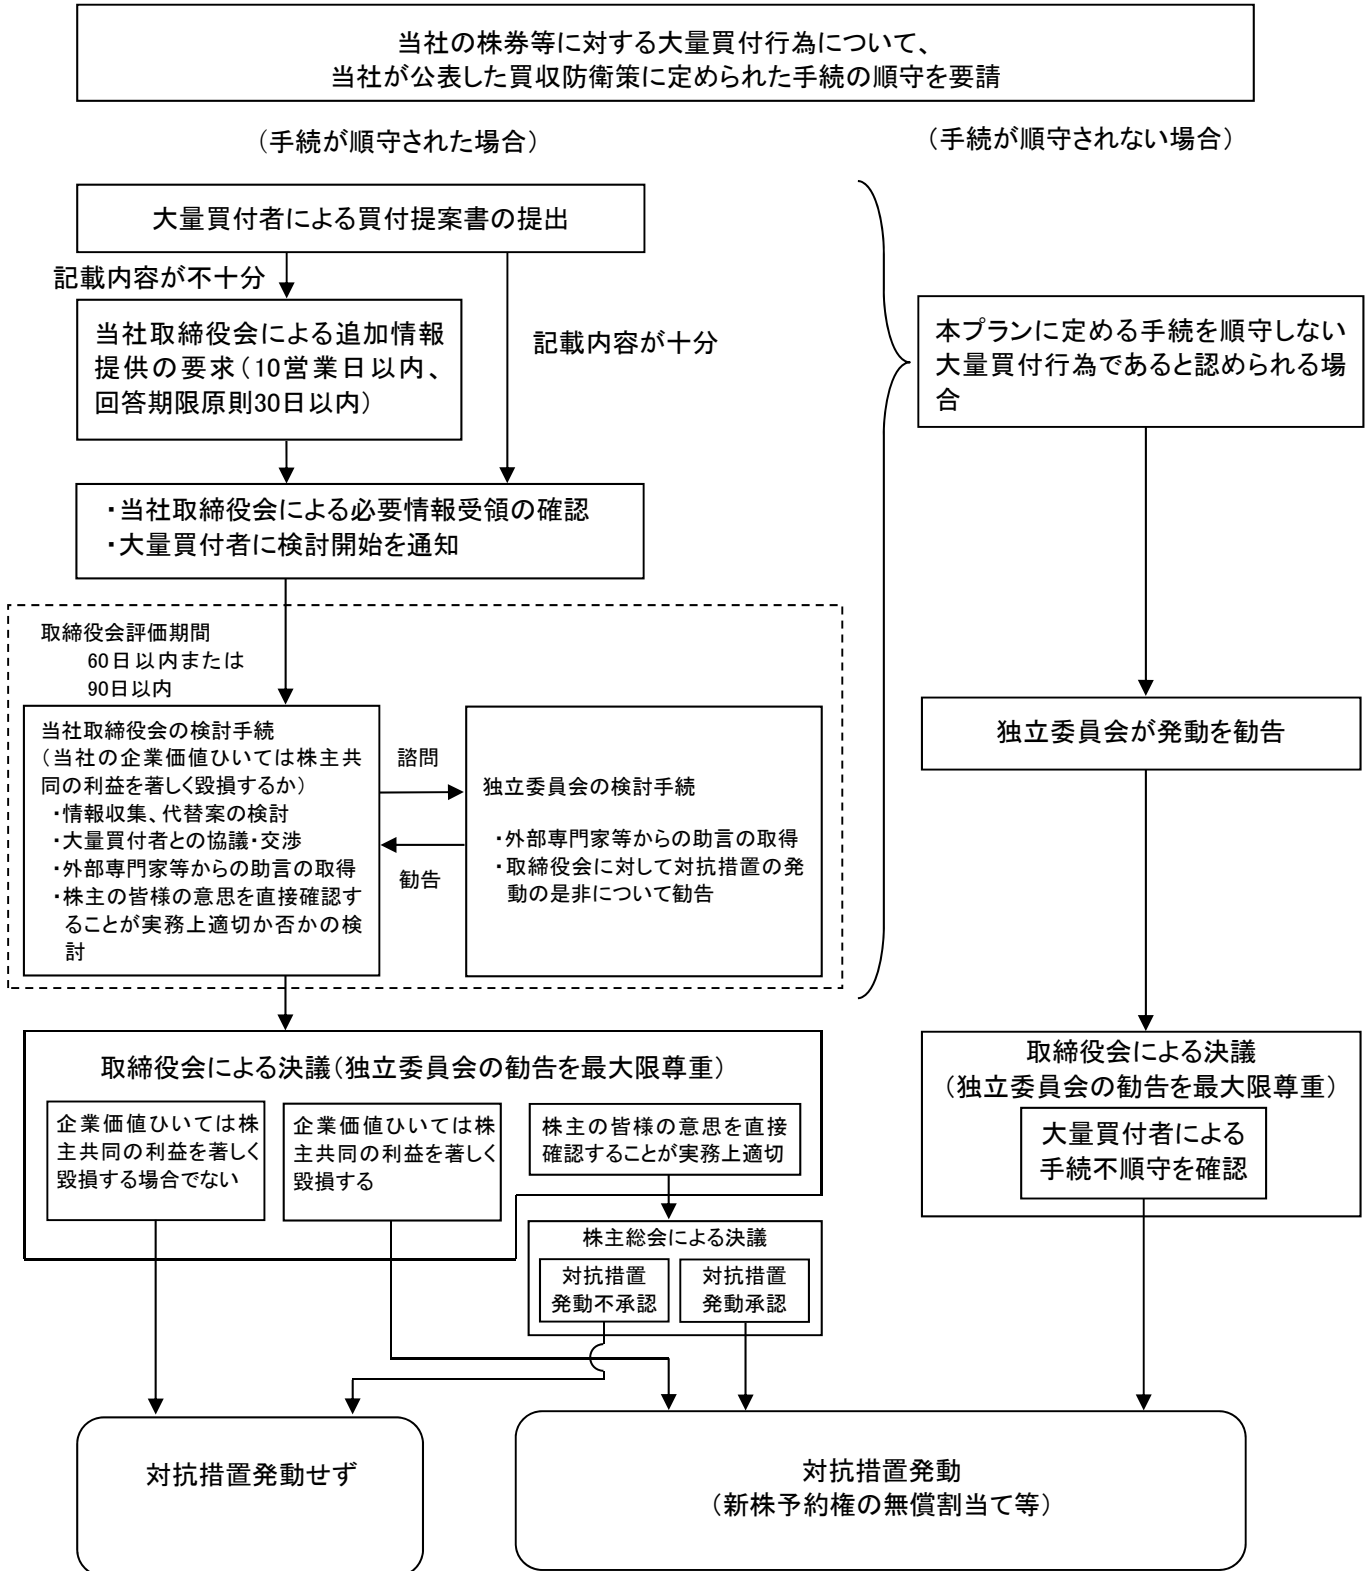 当社の株券等に対する大量買付行為について、
当社が公表した買収防衛策に定められた手続の順守を要請
(手続が順守された場合)
(手続が順守されない場合)
大量買付者による買付提案書の提出
記載内容が不十分
当社取締役会による追加情報
提供の要求(10営業日以内、
回答期限原則30日以内)
記載内容が十分
本プランに定める手続を順守しない
大量買付行為であると認められる場
合
・当社取締役会による必要情報受領の確認
・大量買付者に検討開始を通知
取締役会評価期間
60日以内または
90日以内
当社取締役会の検討手続
(当社の企業価値ひいては株主共
同の利益を著しく毀損するか)
・情報収集、代替案の検討
・大量買付者との協議・交渉
・外部専門家等からの助言の取得
・株主の皆様の意思を直接確認す
ることが実務上適切か否かの検
討
諮問
勧告
独立委員会の検討手続
・外部専門家等からの助言の取得
・取締役会に対して対抗措置の発
動の是非について勧告
独立委員会が発動を勧告
取締役会による決議(独立委員会の勧告を最大限尊重)
企業価値ひいては株
主共同の利益を著しく
毀損する場合でない
企業価値ひいては株
主共同の利益を著しく
毀損する
株主の皆様の意思を直接
確認することが実務上適切
取締役会による決議
(独立委員会の勧告を最大限尊重)
大量買付者による
手続不順守を確認
株主総会による決議
対抗措置
発動不承認
対抗措置
発動承認
対抗措置発動せず
対抗措置発動
(新株予約権の無償割当て等)